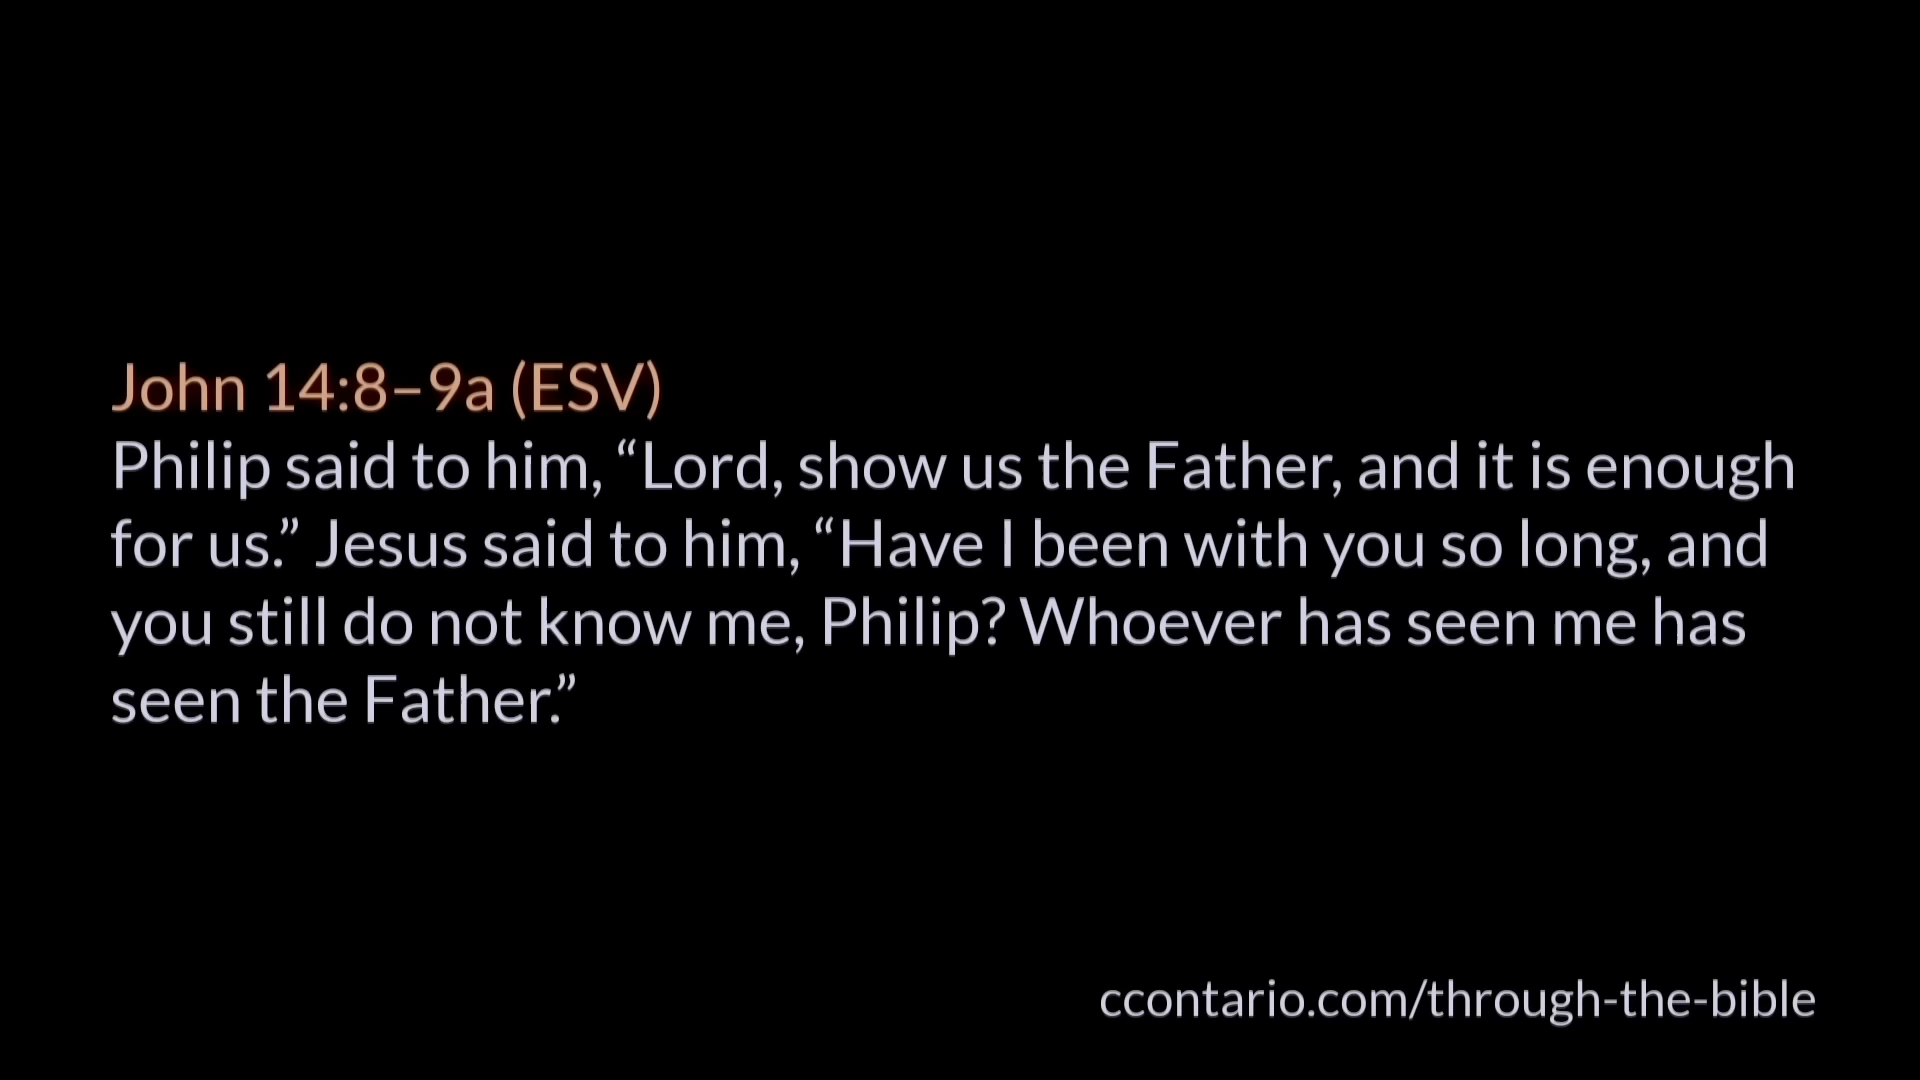 John 14:8–9a (ESV)
Philip said to him, “Lord, show us the Father, and it is enough
for us.” Jesus said to him, “Have I been with you so long, and
you still do not know me, Philip? Whoever has seen me has
seen the Father.”
ccontario.com/through-the-bible